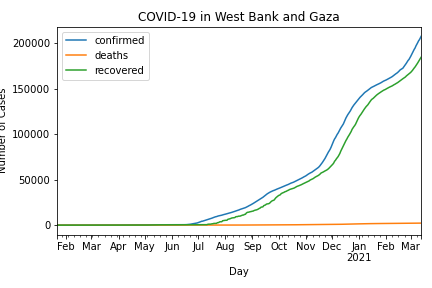 COVID-19 in West Bank and Gaza
confirmed
deaths
recovered
200000
150000
100000
50000
0
Number of Cases
Feb Mar Apr May Jun Jul Aug Sep Oct Nov Dec Jan Feb Mar
2021
Day